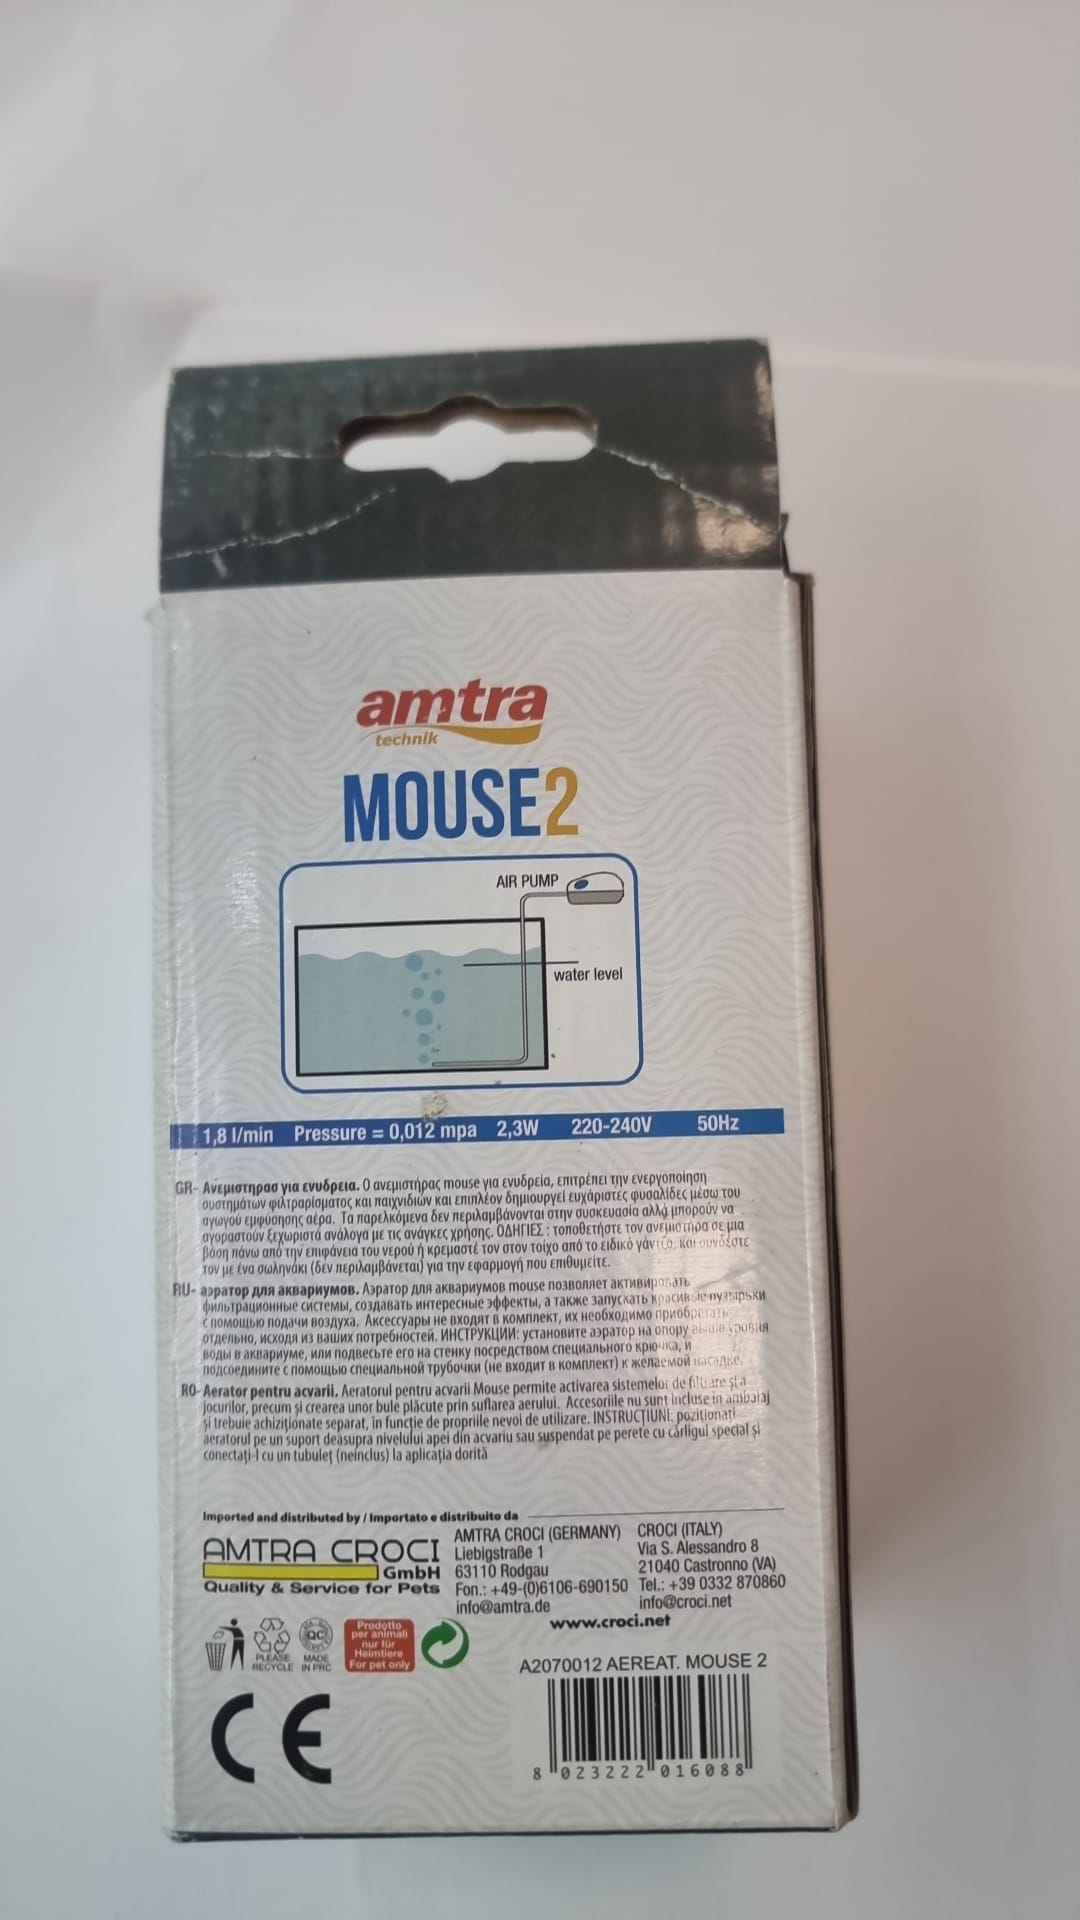 amtra
technik
MOUSE2
AIR PUMP
water level
1,8 l/min Pressure = 0,012 mpa 2,3W 220-240V 50Hz
GR- Ανεμιστηρασ για ενυδρεια. Ο ανεμιστήρας mouse για ενυδρεία, επιτρέπει την ενεργοποίηση
συστημάτων φιλτραρίσματος και παιχνιδιών και επιπλέον δημιουργεί ευχάριστες φυσαλίδες μέσω του
αγωγού εμφύσησης αέρα. Τα παρελκόμενα δεν περιλαμβάνονται στην συσκευασία αλλά μπορούν να
αγοραστούν ξεχωριστά ανάλογα με τις ανάγκες χρήσης. ΟΔΗΓΙΕΣ : τοποθετήστε τον ανεμιστήρα σε μια
βάση πάνω από την επιφάνεια του νερού ή κρεμαστέ τον στον τοίχο από το ειδικό γάντζο, και συνδέστε
τον με ένα σωληνάκι (δεν περιλαμβάνεται) για την εφαρμογή που επιθυμείτε.
RU- аэратор для аквариумов. Аэратор для аквариумов mouse позволяет активировать
фильтрационные системы, создавать интересные эффекты, а также запускать красивые пузырьки
с помощью подачи воздуха. Аксессуары не входят в комплект, их необходимо приобретать
отдельно, исходя из ваших потребностей. ИНСТРУКЦИИ: установите аэратор на опору выше уровня
воды в аквариуме, или подвесьте его на стенку посредством специального крючка, и
подсоедините с помощью специальной трубочки (не входит в комплект) к желаемой насадке.
RO- Aerator pentru acvarii. Aeratorul pentru acvarii Mouse permite activarea sistemelor de filtrare și a
jocurilor, precum și crearea unor bule plăcute prin suflarea aerului. Accesoriile nu sunt incluse în ambalaj
și trebuie achiziționate separat, în funcție de propriile nevoi de utilizare. INSTRUCȚIUNI: poziționați
aeratorul pe un suport deasupra nivelului apei din acvariu sau suspendat pe perete cu cârligul special și
conectați-l cu un tubuleț (neinclus) la aplicația dorită
Imported and distributed by / Importato e distribuito da
AMTRA CROCI
GmbH
Quality & Service for Pets
AMTRA CROCI (GERMANY)
Liebigstraße 1
63110 Rodgau
Fon.: +49-(0)6106-690150
info@amtra.de
CROCI (ITALY)
Via S. Alessandro 8
21040 Castronno (VA)
Tel.: +39 0332 870860
info@croci.net
www.croci.net
PLEASE
RECYCLE
QC
MADE
IN PRC
Prodotto
per animali
nur für
Heimtiere
For pet only
A2070012 AEREAT. MOUSE 2
CE
8 023222 016088